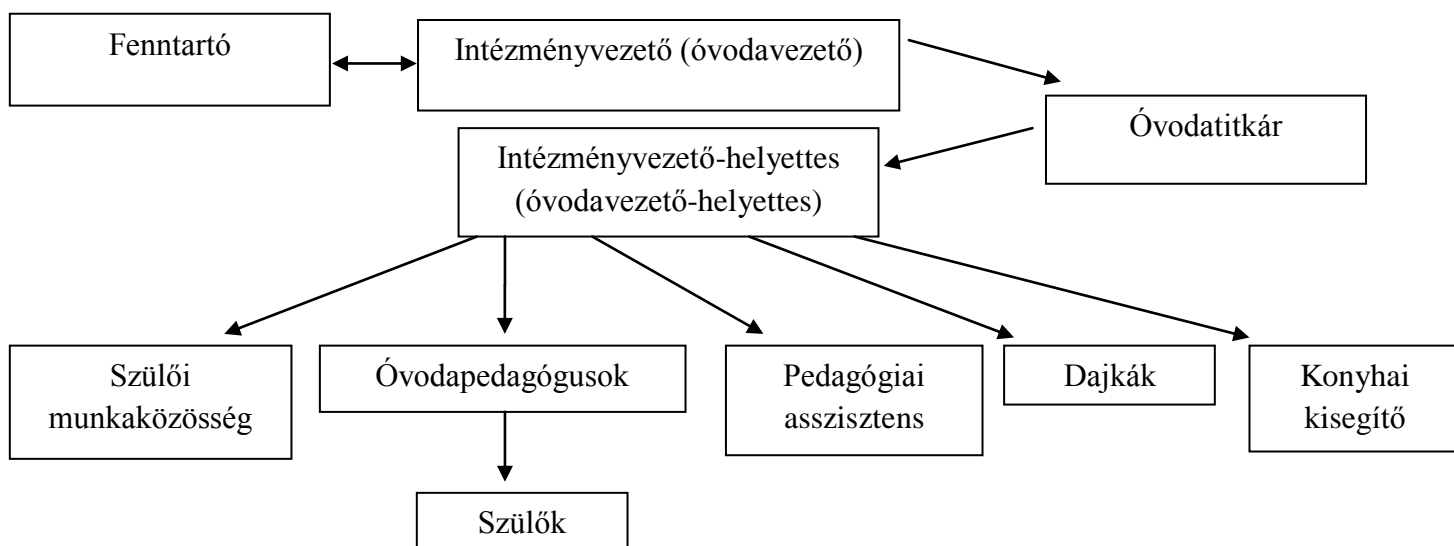 Fenntartó
Intézményvezető (óvodavezető)
Óvodatitkár
Intézményvezető-helyettes
(óvodavezető-helyettes)
Szülői
munkaközösség
Óvodapedagógusok
Pedagógiai
asszisztens
Dajkák
Konyhai
kisegítő
Szülők